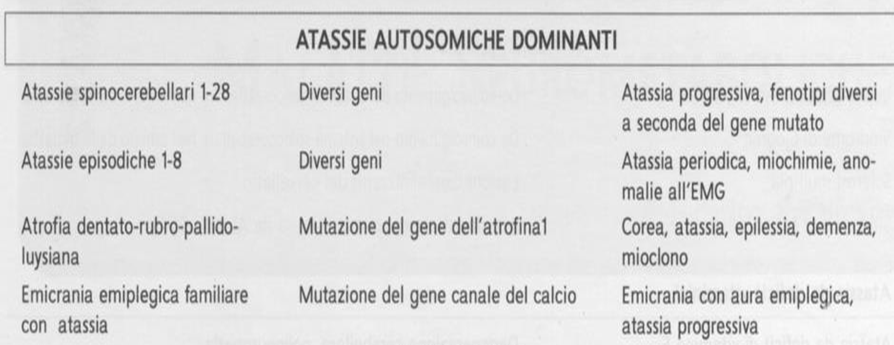 ATASSIE AUTOSOMICHE DOMINANTI
Atassie spinocerebellari 1-28 Diversi geni Atassia progressiva, fenotipi diversi
a seconda del gene mutato
Atassie episodiche 1-8 Diversi geni Atassia periodica, miochimie, ano-
malie all'EMG
Atrofia dentato-rubro-pallido- Mutazione del gene dell'atrofina1 Corea, atassia, epilessia, demenza,
luysiana mioclono
Emicrania emiplegica familiare Mutazione del gene canale del calcio Emicrania con aura emiplegica,
con atassia atassia progressiva